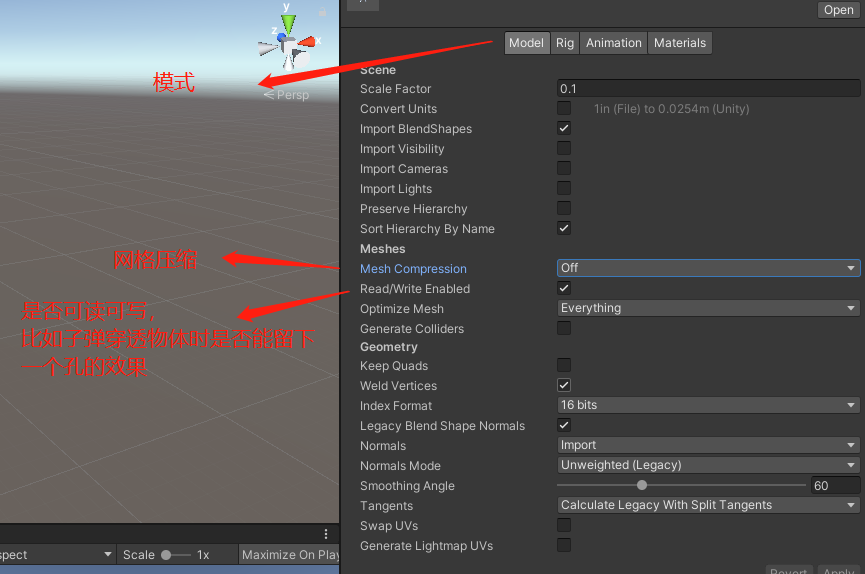 Open
Model Rig Animation Materials
y
z
x
模式
Persp
Scene
Scale Factor 0.1
Convert Units 1in (File) to 0.0254m (Unity)
Import BlendShapes
Import Visibility
Import Cameras
Import Lights
Preserve Hierarchy
Sort Hierarchy By Name
Meshes
网格压缩
Mesh Compression Off
Read/Write Enabled
是否可读可写，
比如子弹穿透物体时是否能留下
一个孔的效果
Optimize Mesh Everything
Generate Colliders
Geometry
Keep Quads
Weld Vertices
Index Format 16 bits
Legacy Blend Shape Normals
Normals Import
Normals Mode Unweighted (Legacy)
Smoothing Angle 60
Tangents Calculate Legacy With Split Tangents
Swap UVs
Generate Lightmap UVs
spect Scale 1x Maximize On Play
Revert Apply